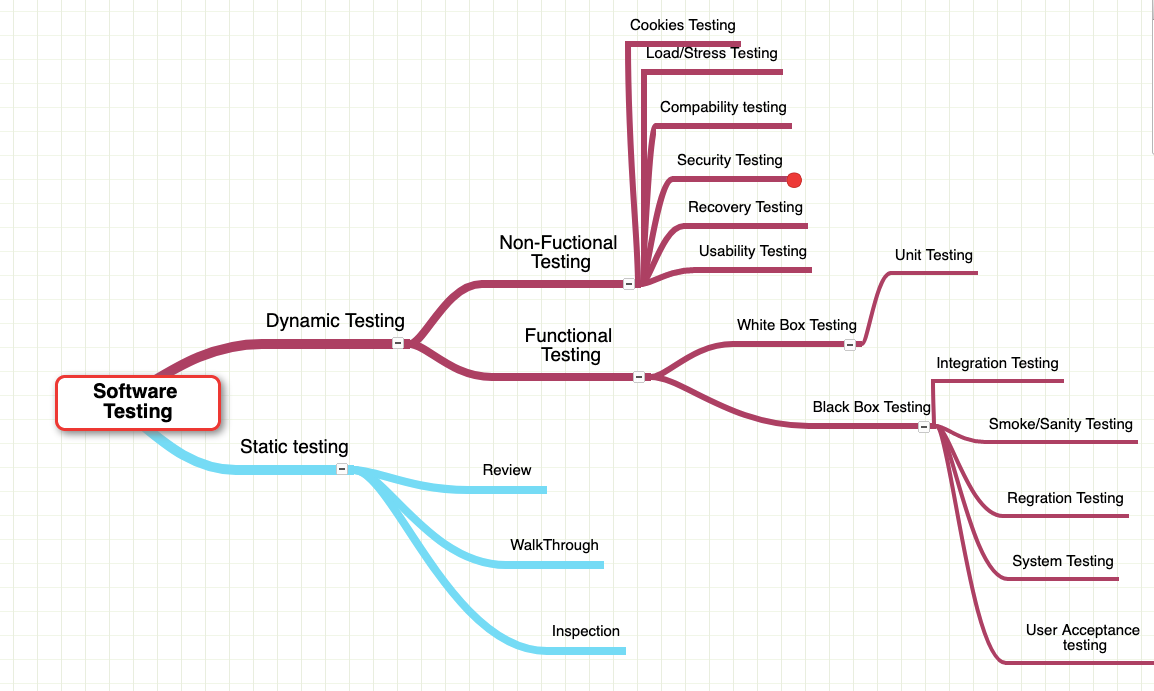 Cookies Testing
Load/Stress Testing
Compability testing
Security Testing
Recovery Testing
Usability Testing
Non-Fuctional
Testing
Unit Testing
Dynamic Testing
Functional
Testing
White Box Testing
Integration Testing
Software
Testing
Black Box Testing
Smoke/Sanity Testing
Static testing
Review
Regration Testing
WalkThrough
System Testing
Inspection
User Acceptance
testing